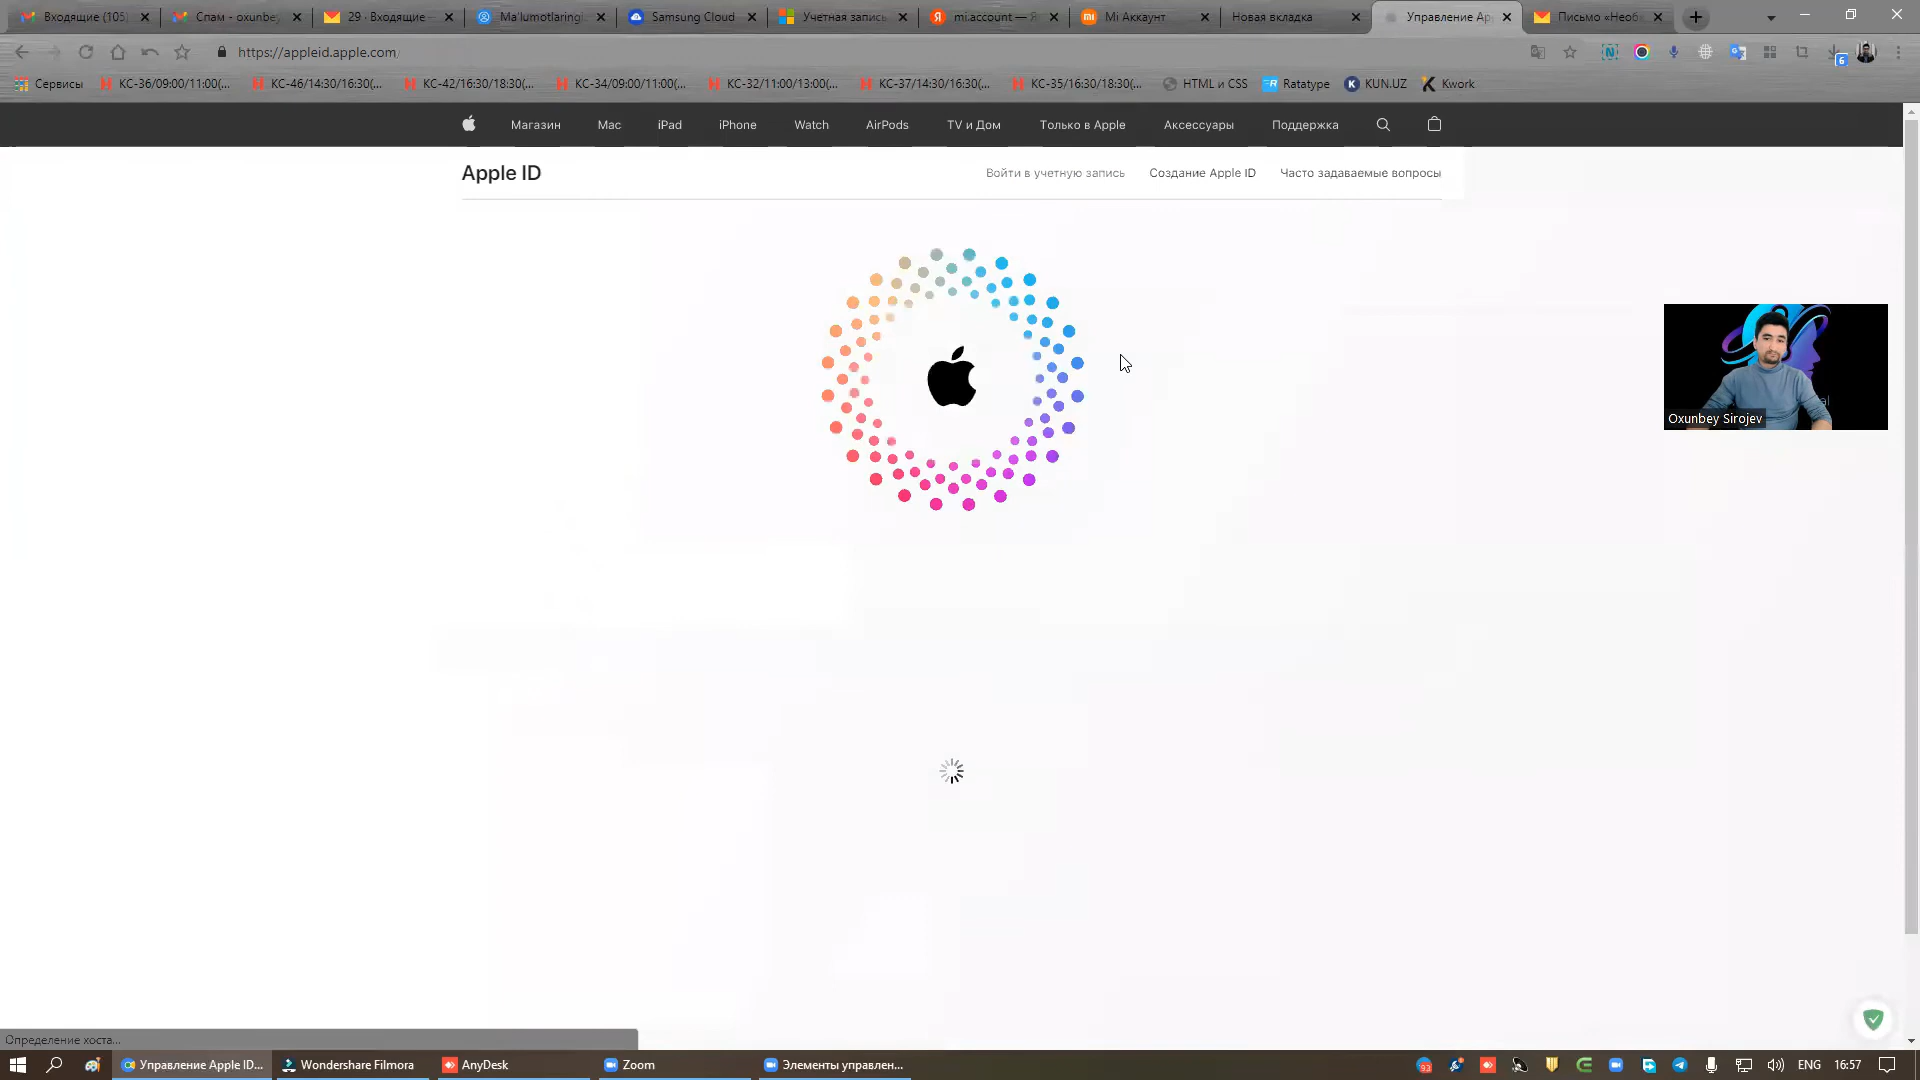 Входящие (105)
Спам - oxunbe
29 · Входящие —
Ma'lumotlaringi
Samsung Cloud
Учетная запись
mi.account — Я
Mi Аккаунт
Новая вкладка
Управление Ap
Письмо «Необ
https://appleid.apple.com
6
Сервисы
КС-36/09:00/11:00(...
КС-46/14:30/16:30(...
КС-42/16:30/18:30(...
КС-34/09:00/11:00(...
КС-32/11:00/13:00(...
КС-37/14:30/16:30(...
КС-35/16:30/18:30(...
HTML и CSS
Ratatype
KUN.UZ
Kwork
Магазин
Mac
iPad
iPhone
Watch
AirPods
TV и Дом
Только в Apple
Аксессуары
Поддержка
Apple ID
Войти в учетную запись
Создание Apple ID
Часто задаваемые вопросы
Oxunbey Sirojev
Определение хоста...
Управление Apple ID...
Wondershare Filmora
AnyDesk
Zoom
Элементы управлен...
93
ENG
16:57